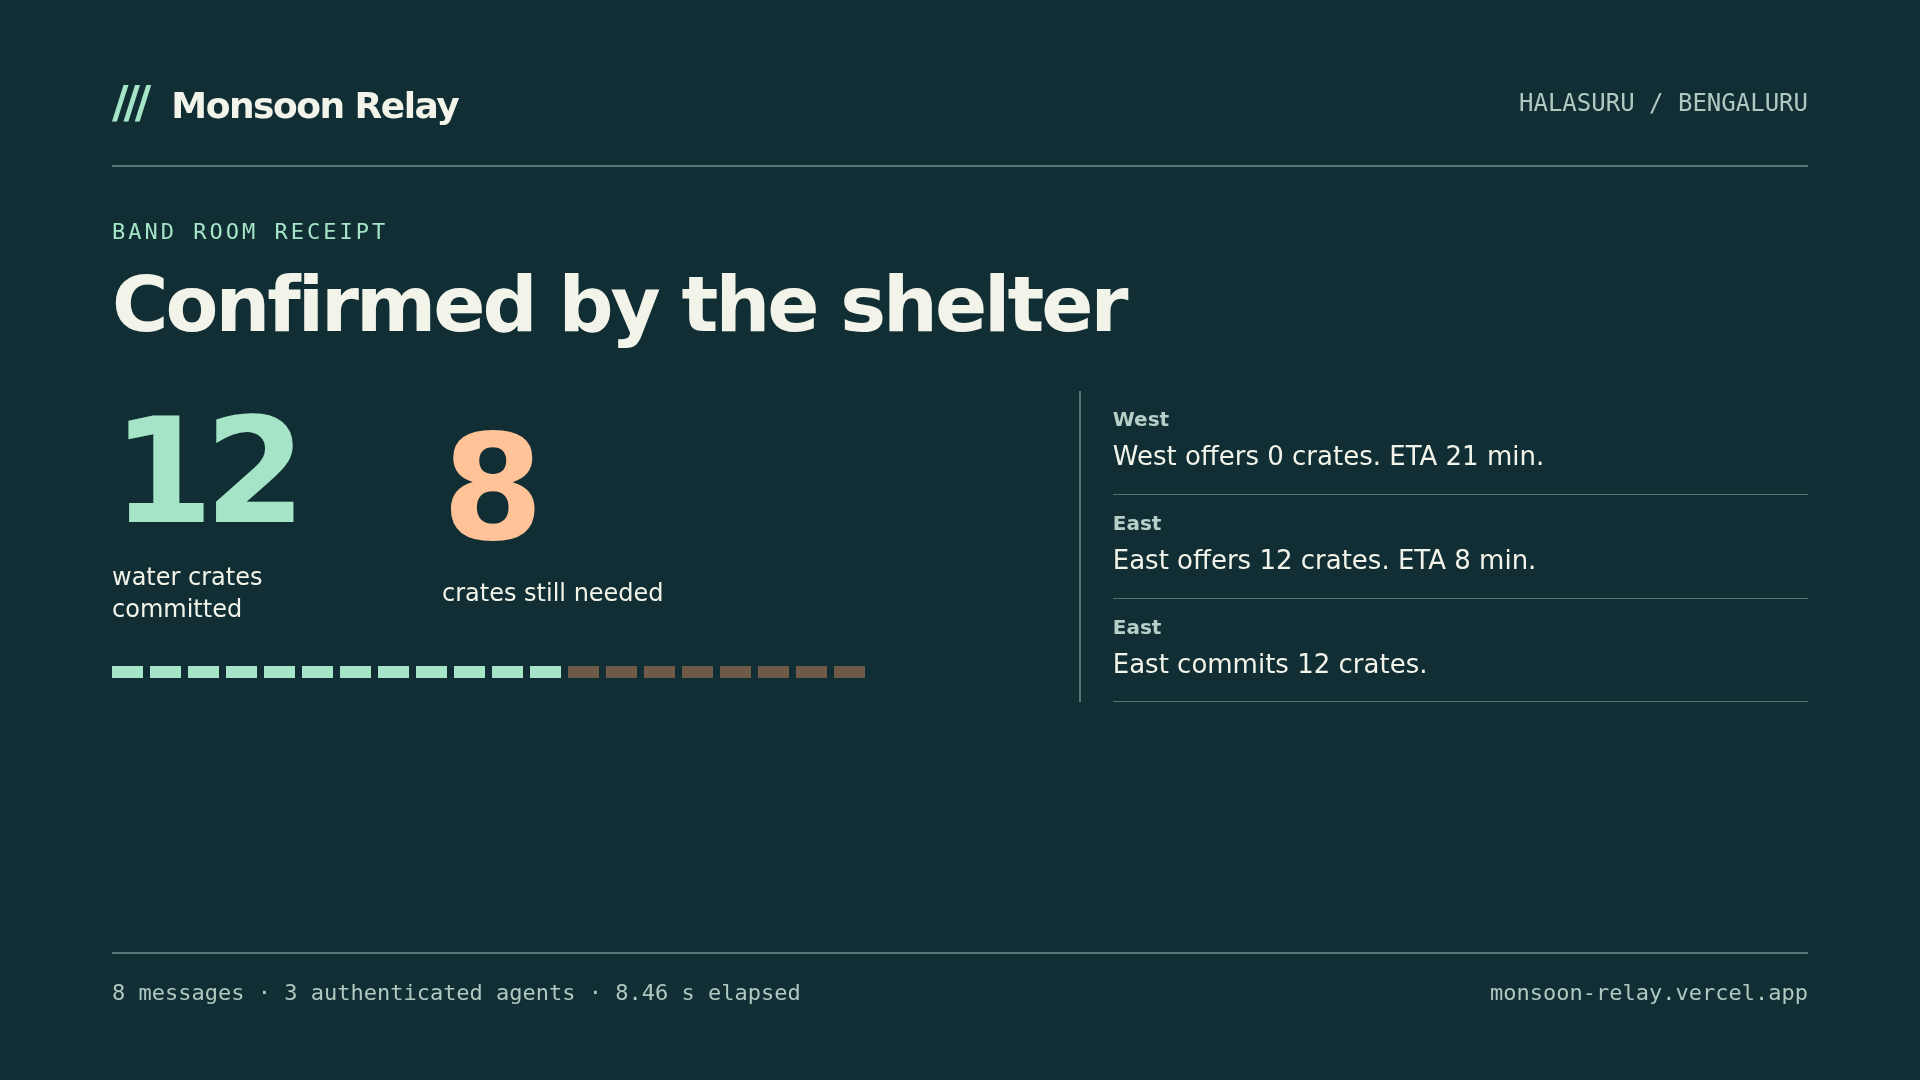 Monsoon Relay
HALASURU / BENGALURU
BAND ROOM RECEIPT
Confirmed by the shelter
12
water crates
committed
8
crates still needed
West
West offers 0 crates. ETA 21 min.
East
East offers 12 crates. ETA 8 min.
East
East commits 12 crates.
8 messages · 3 authenticated agents · 8.46 s elapsed
monsoon-relay.vercel.app